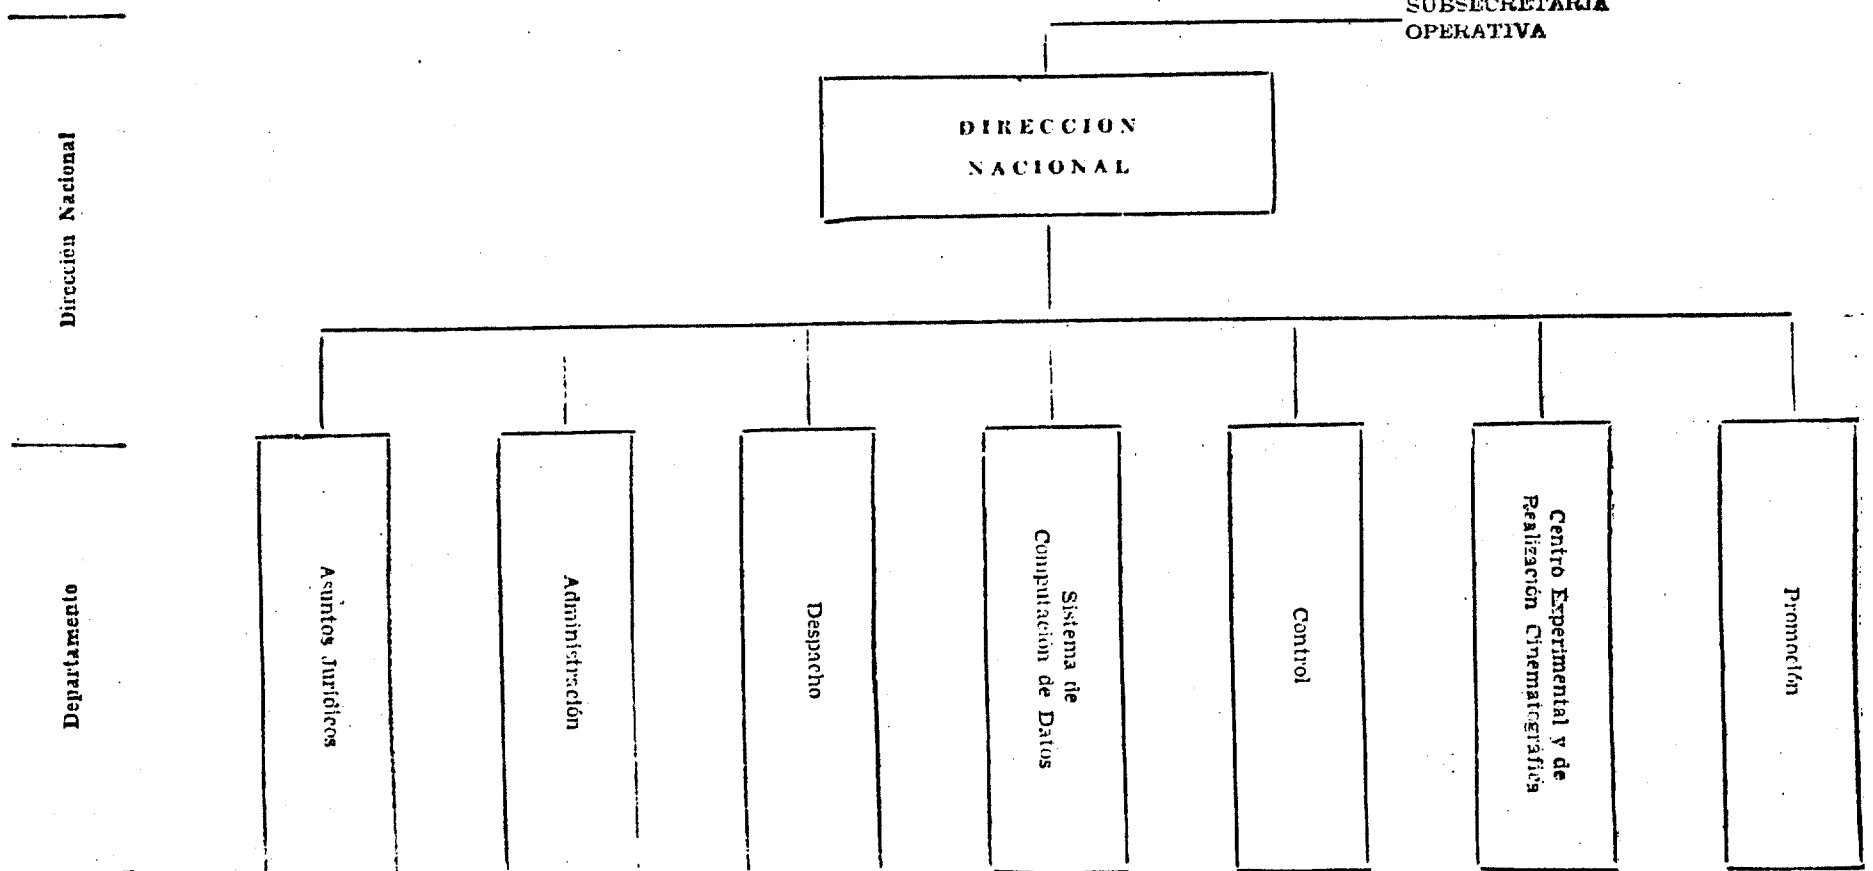 SUBSECRETARIA
OPERATIVA
DIRECCION
NACIONAL
Dirección Nacional
Departamento
Asuntos Jurídicos
Administración
Despacho
Sistema de
Computación de Datos
Control
Centro Experimental y de
Realización Cinematográfica
Promoción